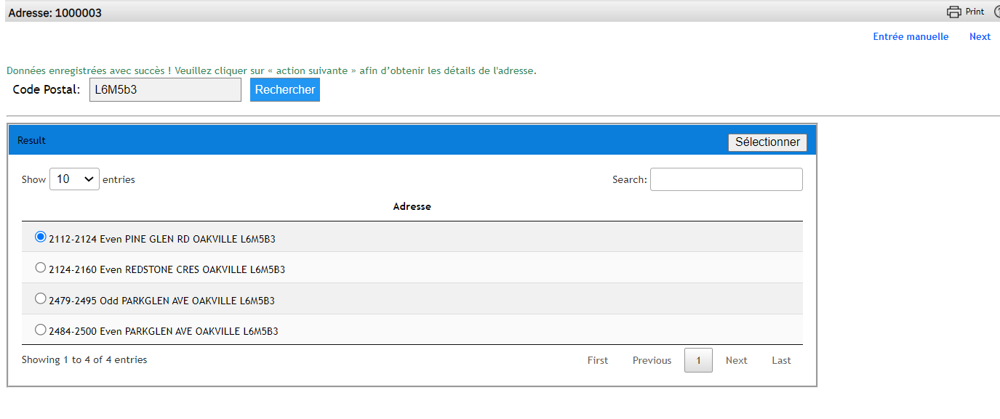 Adresse: 1000003 Print
Entrée manuelle Next
Données enregistrées avec succès ! Veuillez cliquer sur « action suivante » afin d’obtenir les détails de l'adresse.
Code Postal: L6M5b3 Rechercher
Result Sélectionner
Show 10 entries Search:
Adresse
2112-2124 Even PINE GLEN RD OAKVILLE L6M5B3
2124-2160 Even REDSTONE CRES OAKVILLE L6M5B3
2479-2495 Odd PARKGLEN AVE OAKVILLE L6M5B3
2484-2500 Even PARKGLEN AVE OAKVILLE L6M5B3
Showing 1 to 4 of 4 entries First Previous 1 Next Last